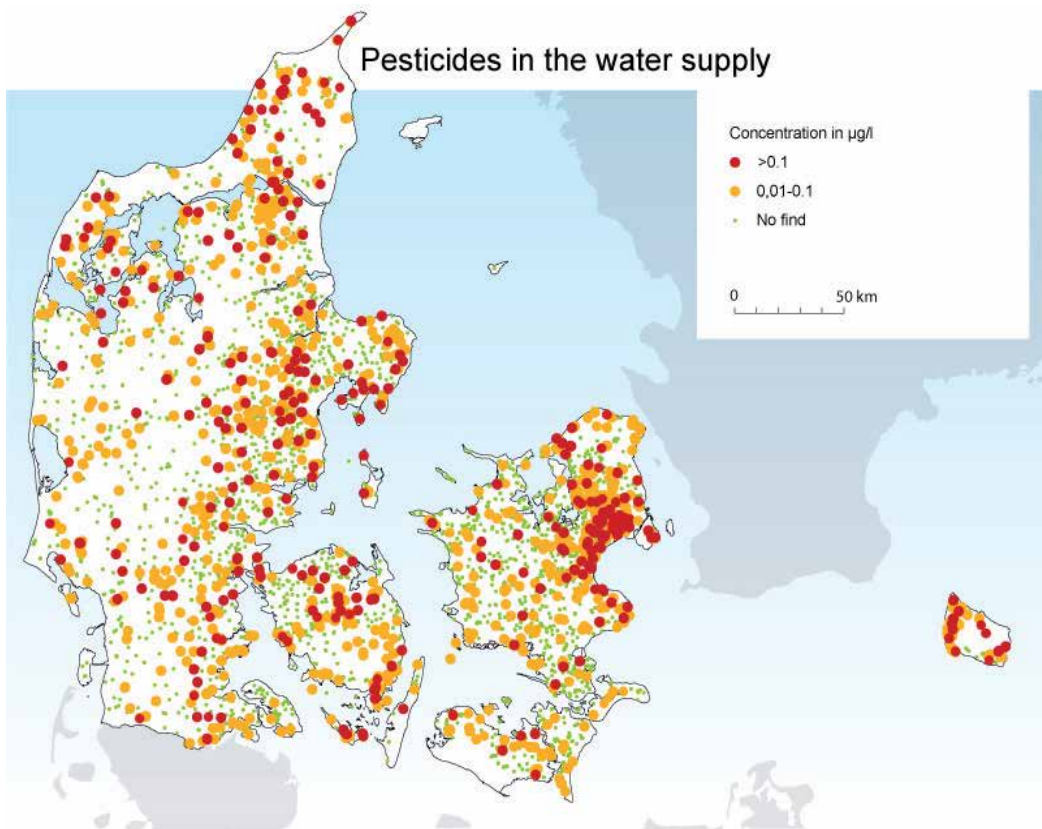 Pesticides in the water supply
Concentration in µg/l
>0.1
0,01-0.1
No find
0
50 km